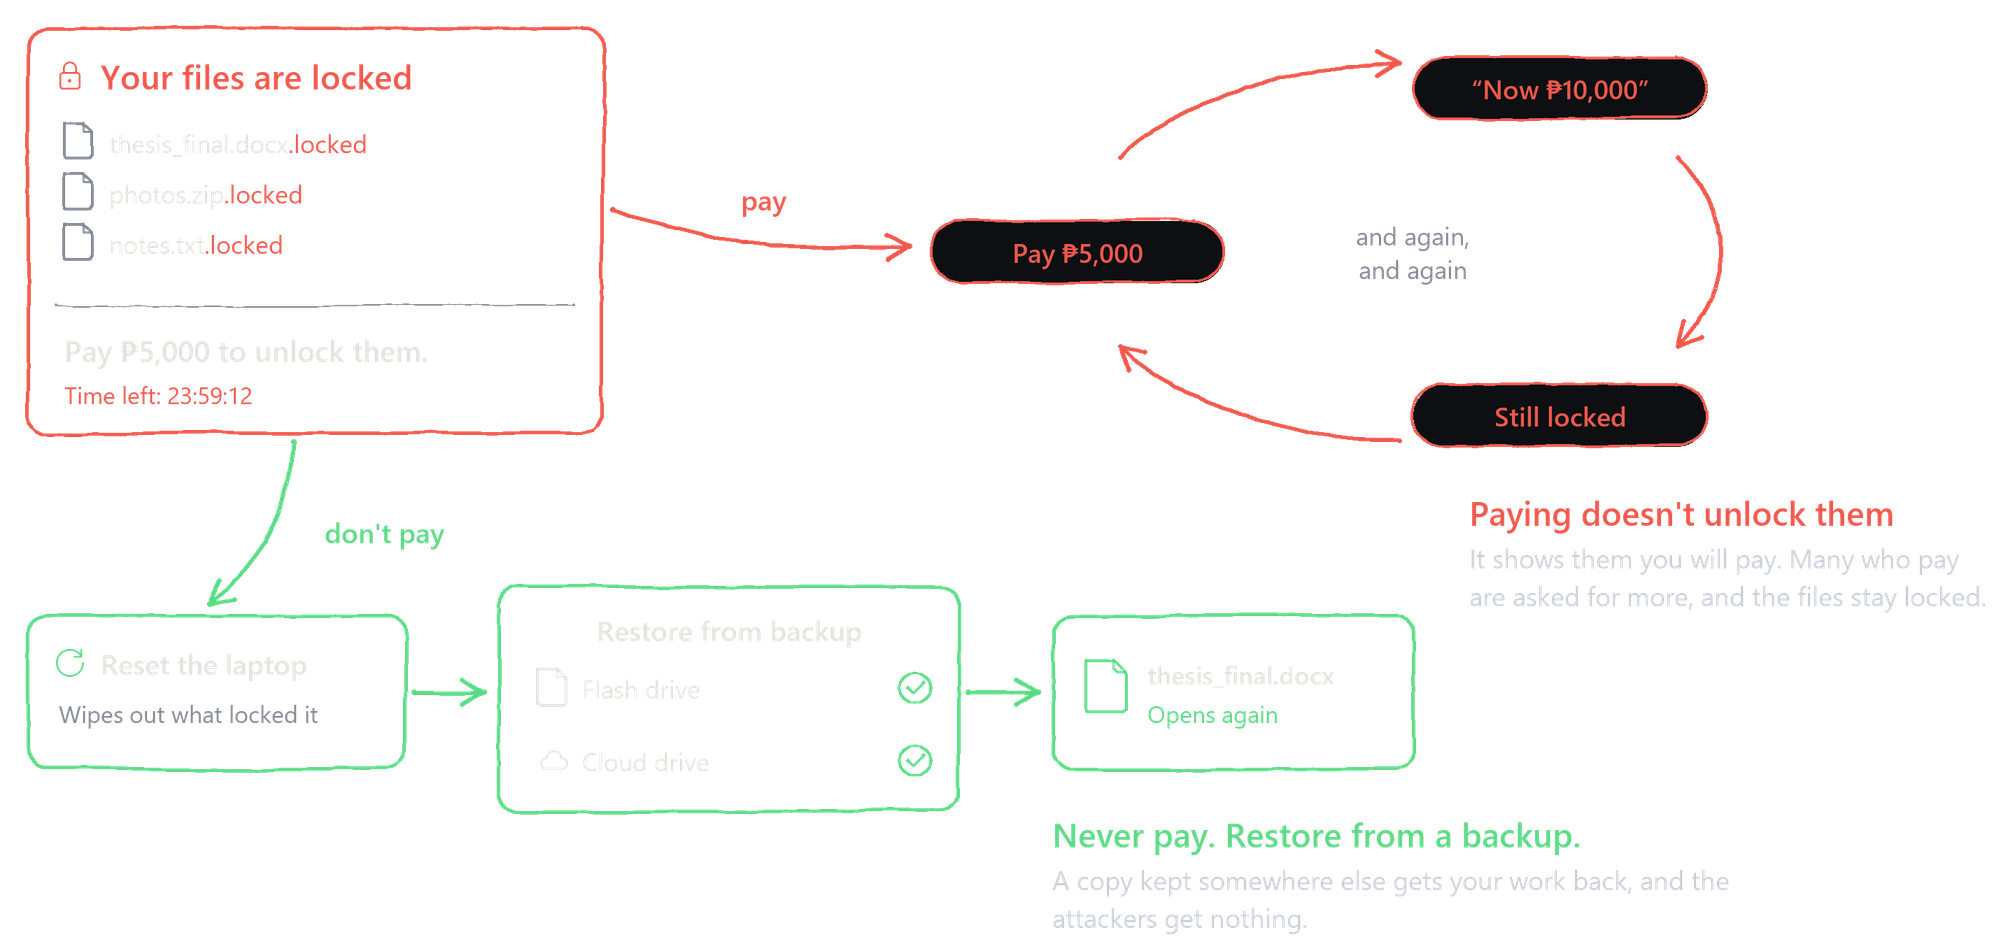 Your files are locked
thesis_final.docx.locked
photos.zip.locked
notes.txt.locked
Pay ₱5,000 to unlock them.
Time left: 23:59:12
pay
Pay ₱5,000
“Now ₱10,000”
and again,
and again
Still locked
Paying doesn't unlock them
It shows them you will pay. Many who pay
are asked for more, and the files stay locked.
don't pay
Reset the laptop
Wipes out what locked it
Restore from backup
Flash drive
Cloud drive
thesis_final.docx
Opens again
Never pay. Restore from a backup.
A copy kept somewhere else gets your work back, and the
attackers get nothing.